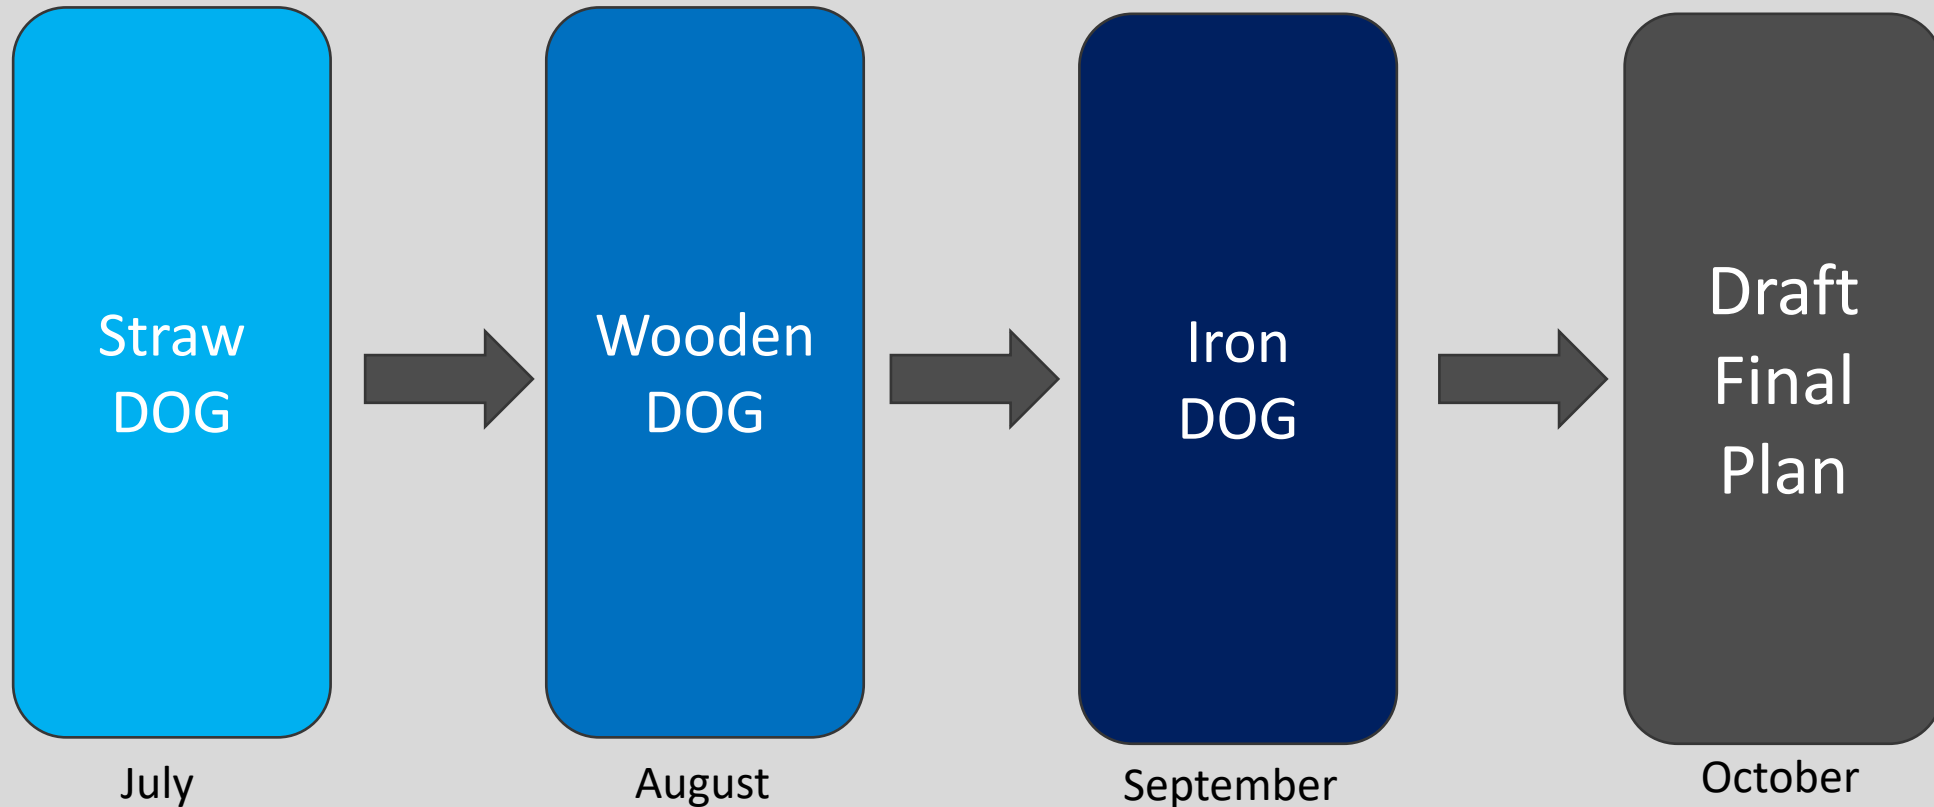 Straw
DOG
Wooden
DOG
Iron
DOG
Draft
Final
Plan
July
August
September
October